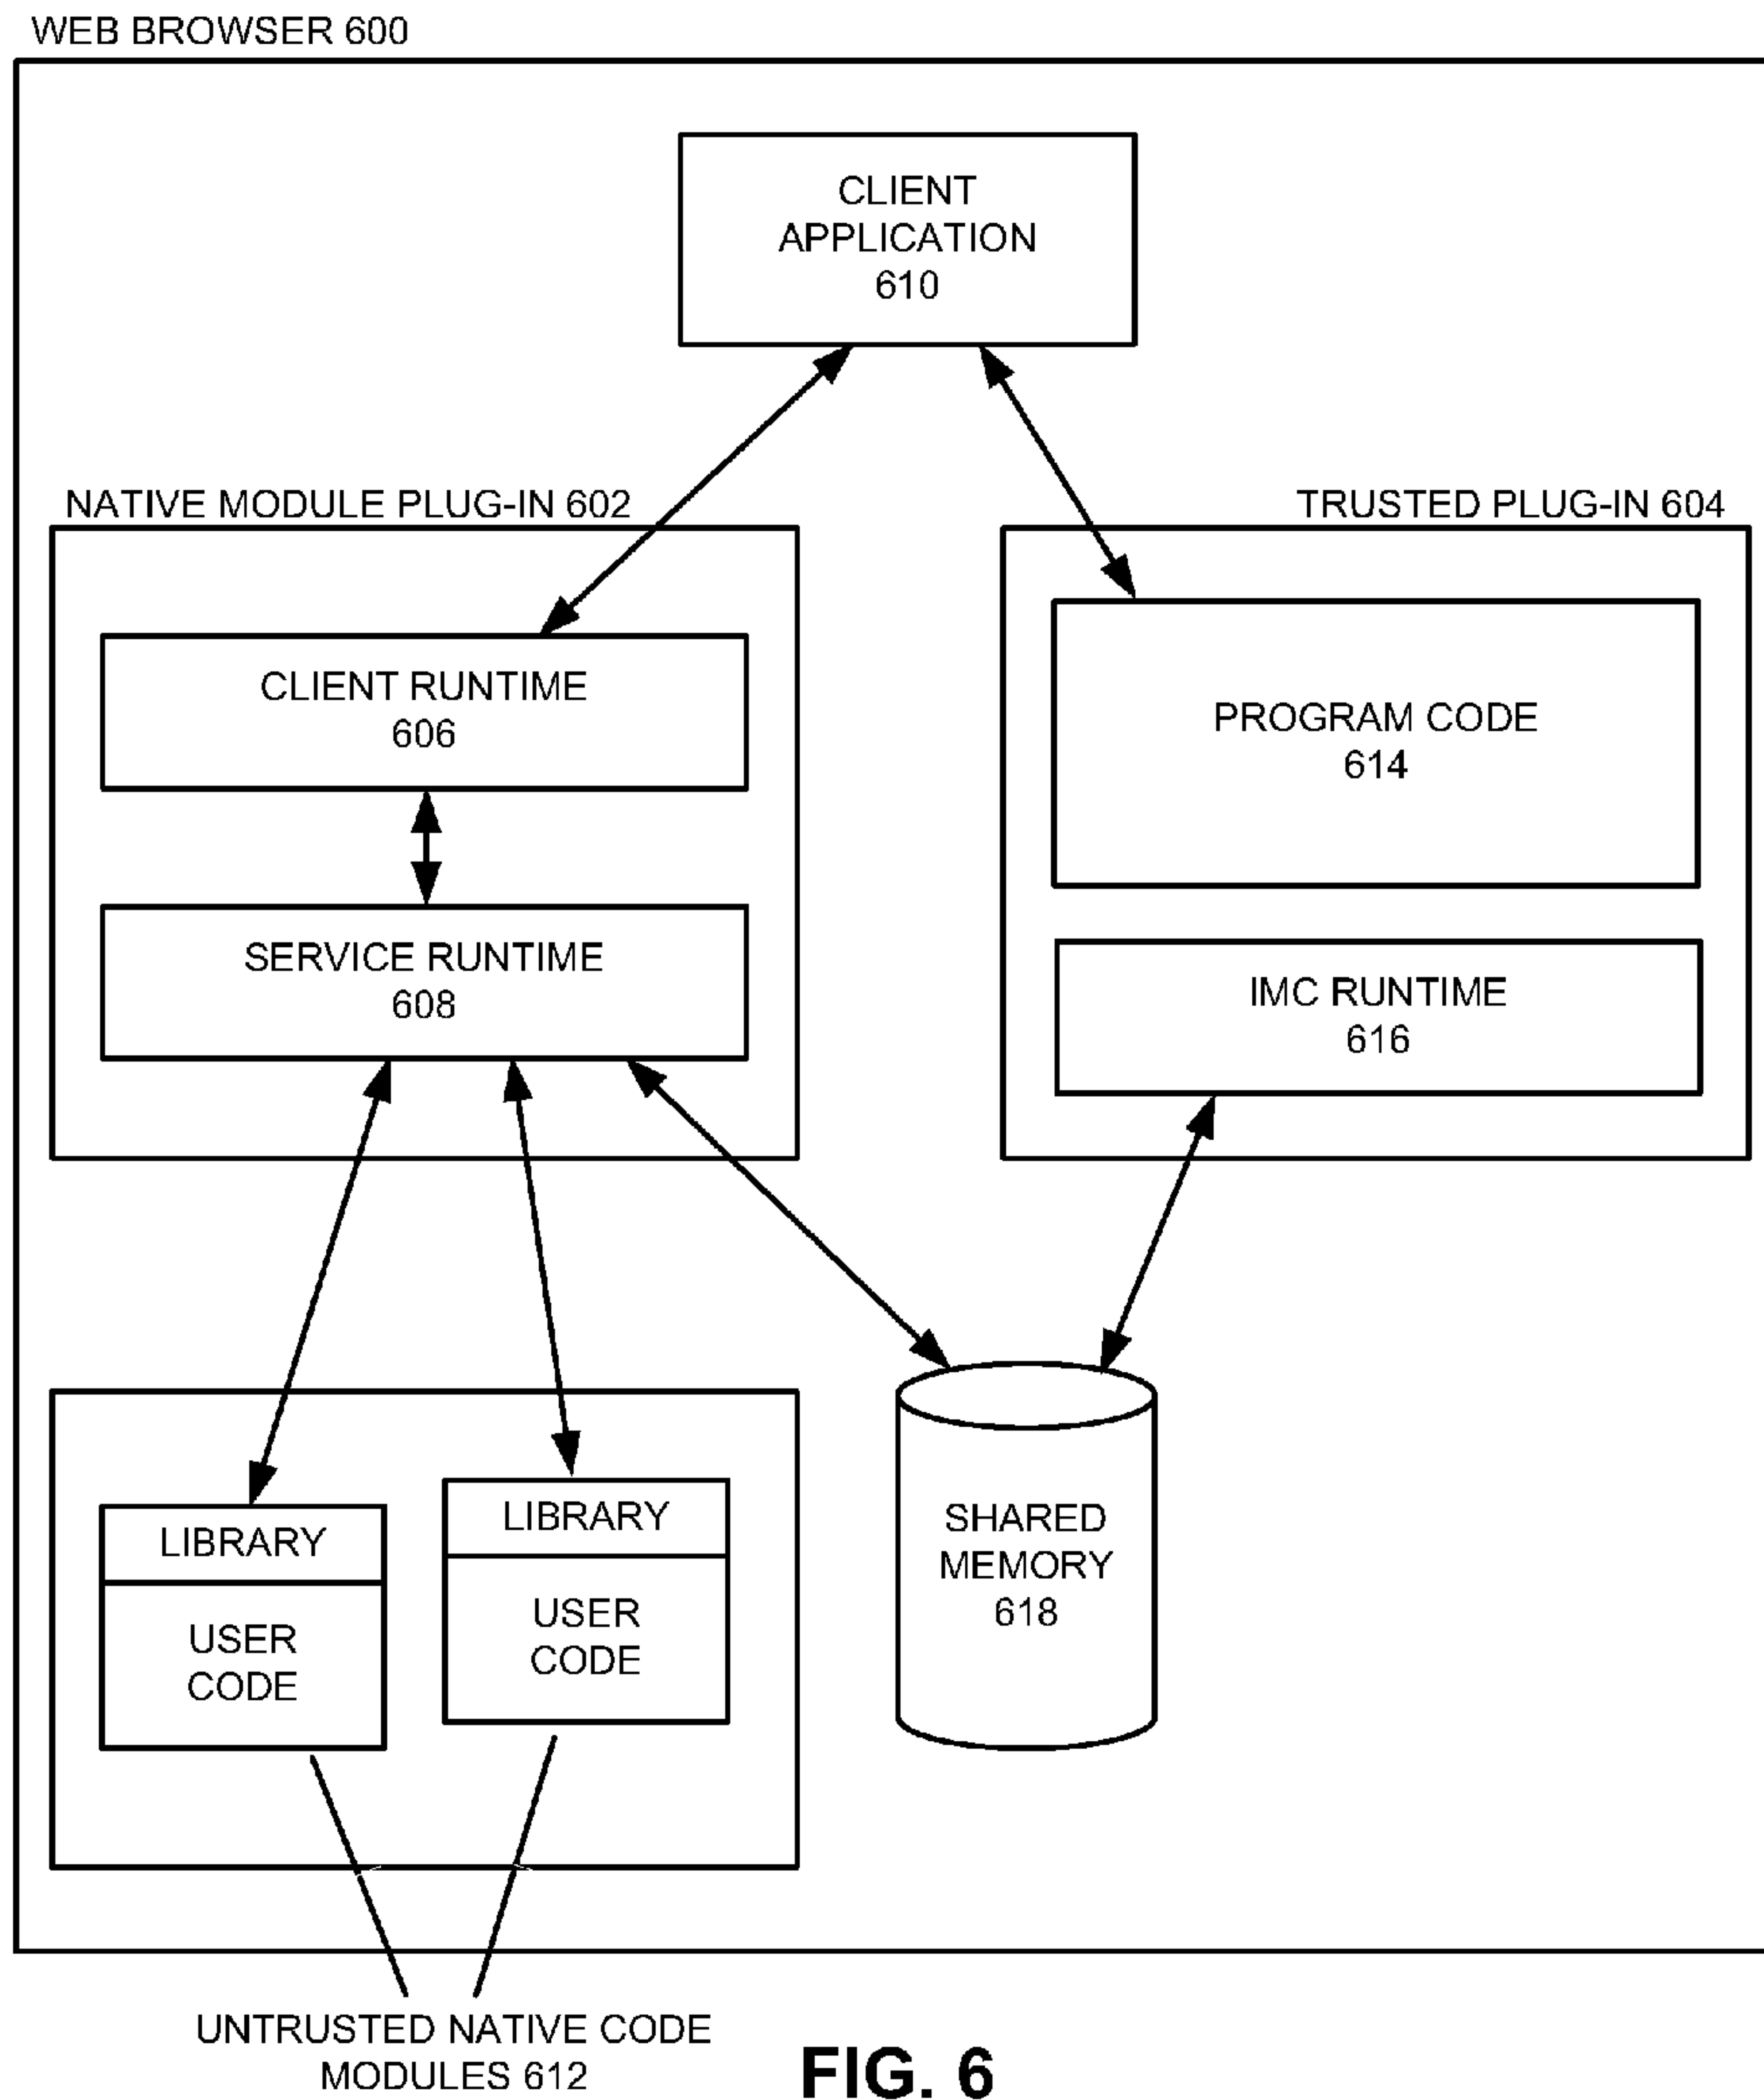 WEB BROWSER 600
CLIENT
APPLICATION
610
NATIVE MODULE PLUG-IN 602
TRUSTED PLUG-IN 604
CLIENT RUNTIME
606
PROGRAM CODE
614
SERVICE RUNTIME
608
IMC RUNTIME
616
LIBRARY
USER
CODE
LIBRARY
USER
CODE
SHARED
MEMORY
618
UNTRUSTED NATIVE CODE
MODULES 612
FIG. 6